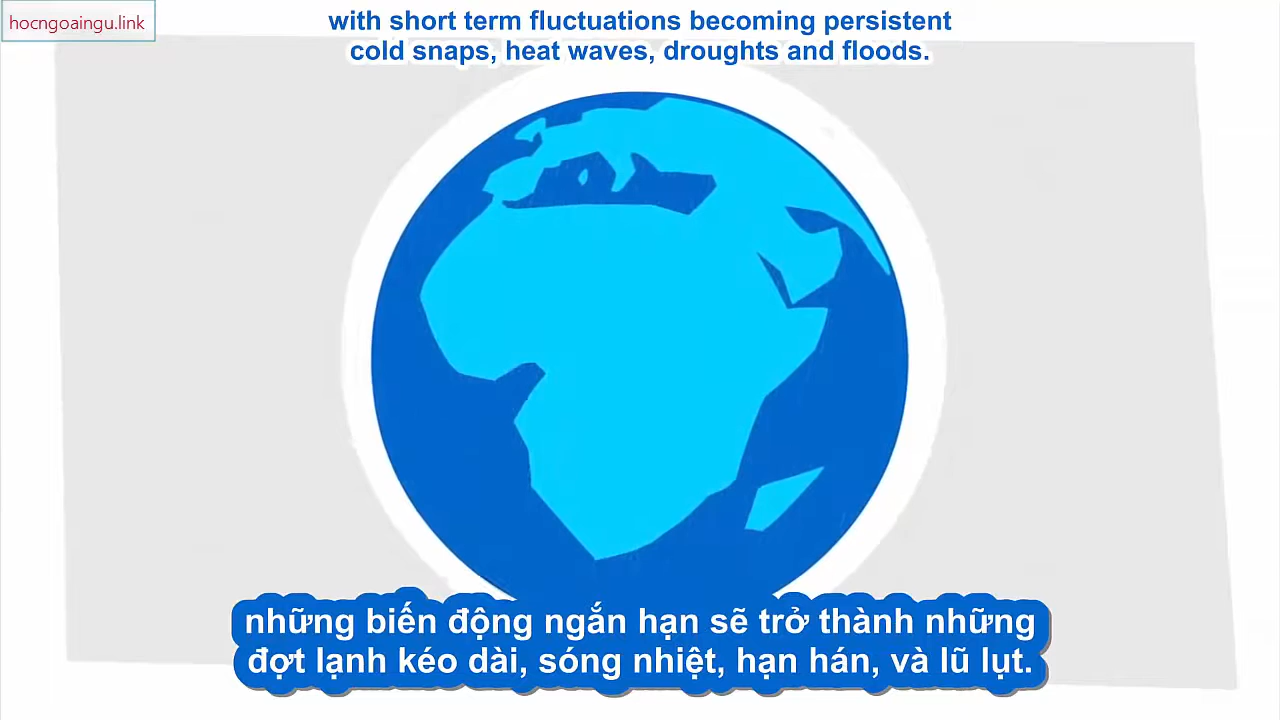 hocngoaingu.link
with short term fluctuations becoming persistent
cold snaps, heat waves, droughts and floods.
những biến động ngắn hạn sẽ trở thành những
đợt lạnh kéo dài, sóng nhiệt, hạn hán, và lũ lụt.